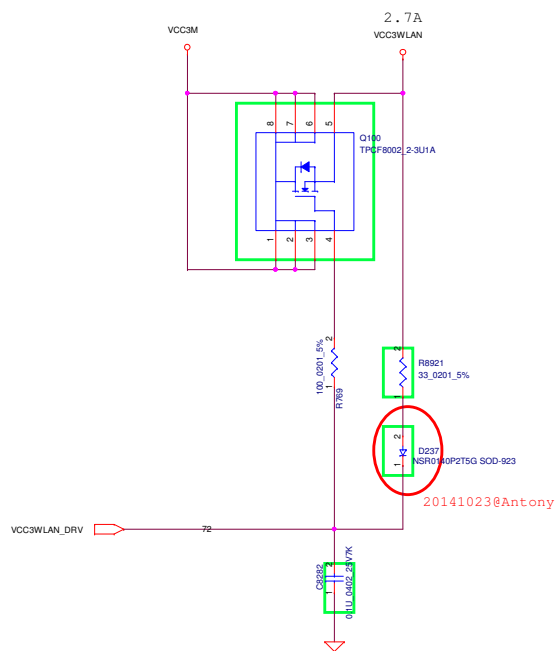 2.7A
VCC3M
VCC3WLAN
8
7
6
5
Q100
TPCF8002_2-3U1A
1
2
3
4
2
100_0201_5%
1
R769
2
R8921
33_0201_5%
1
2
D237
NSR0140P2T5G SOD-923
1
20141023@Antony
VCC3WLAN_DRV
72
2
C8282
0.1U_0402_25V7K
1